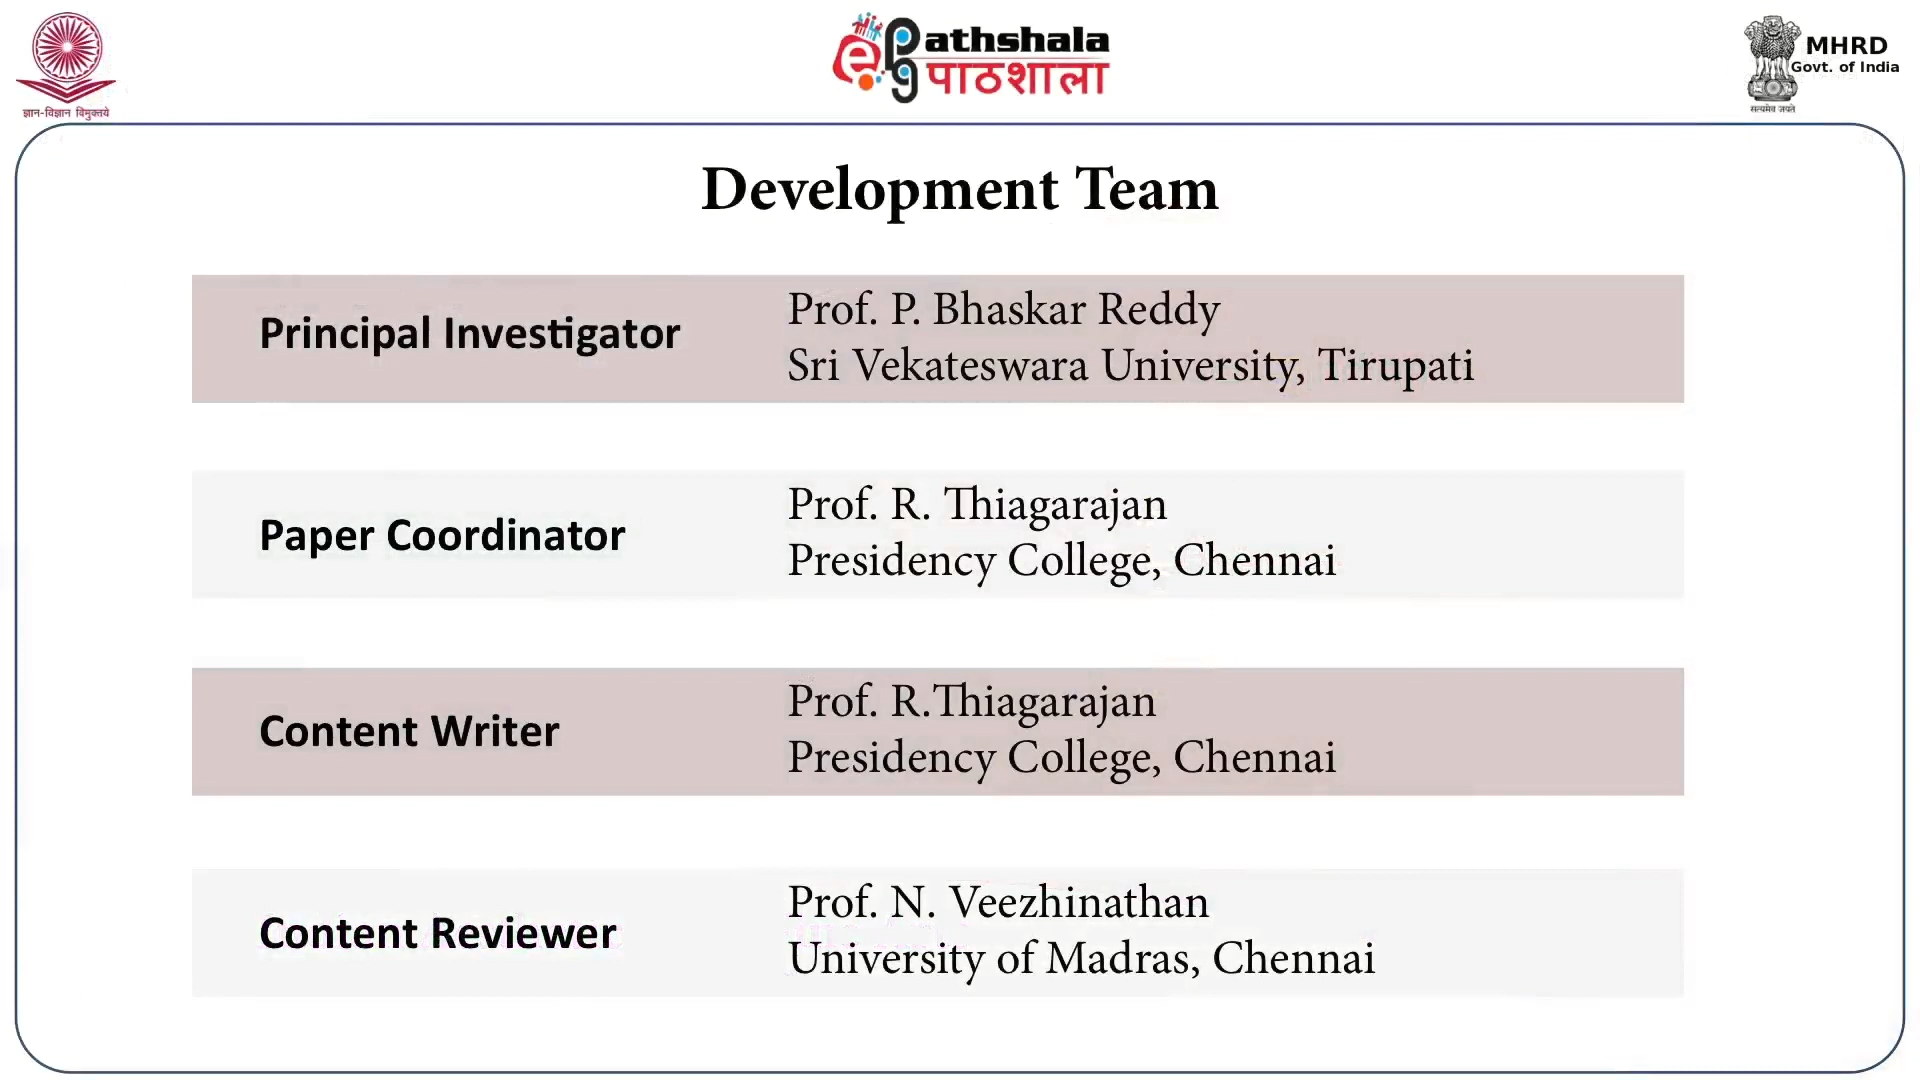 ज्ञान-विज्ञान विमुक्तये
ePathshala
पाठशाला
MHRD
Govt. of India
सत्यमेव जयते
Development Team
Principal Investigator
Prof. P. Bhaskar Reddy
Sri Vekateswara University, Tirupati
Paper Coordinator
Prof. R. Thiagarajan
Presidency College, Chennai
Content Writer
Prof. R.Thiagarajan
Presidency College, Chennai
Content Reviewer
Prof. N. Veezhinathan
University of Madras, Chennai